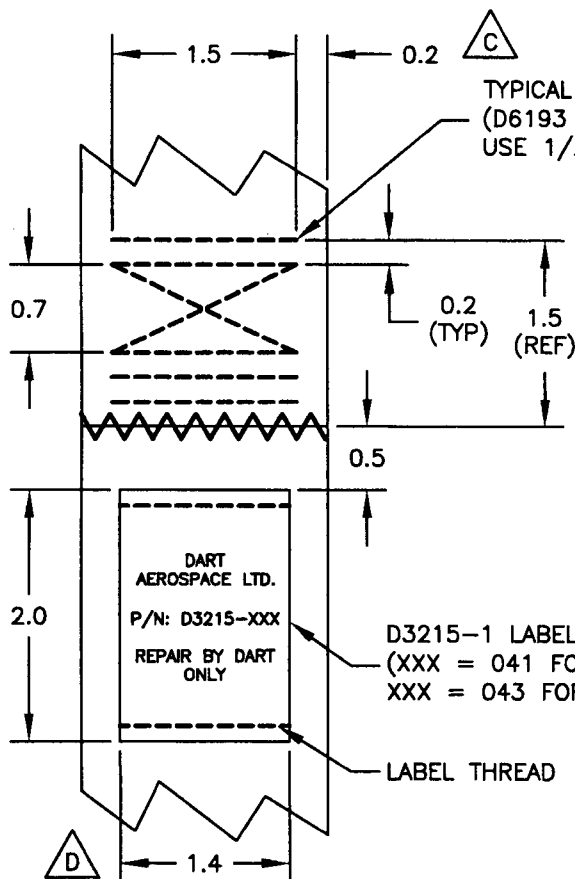 1.5
0.2
C
TYPICAL
(D6193
USE 1/
0.7
0.2
(TYP)
1.5
(REF)
0.5
2.0
DART
AEROSPACE LTD.
P/N: D3215-XXX
REPAIR BY DART
ONLY
D3215-1 LABEL
(XXX = 041
XXX = 043
LABEL THREAD
D
1.4